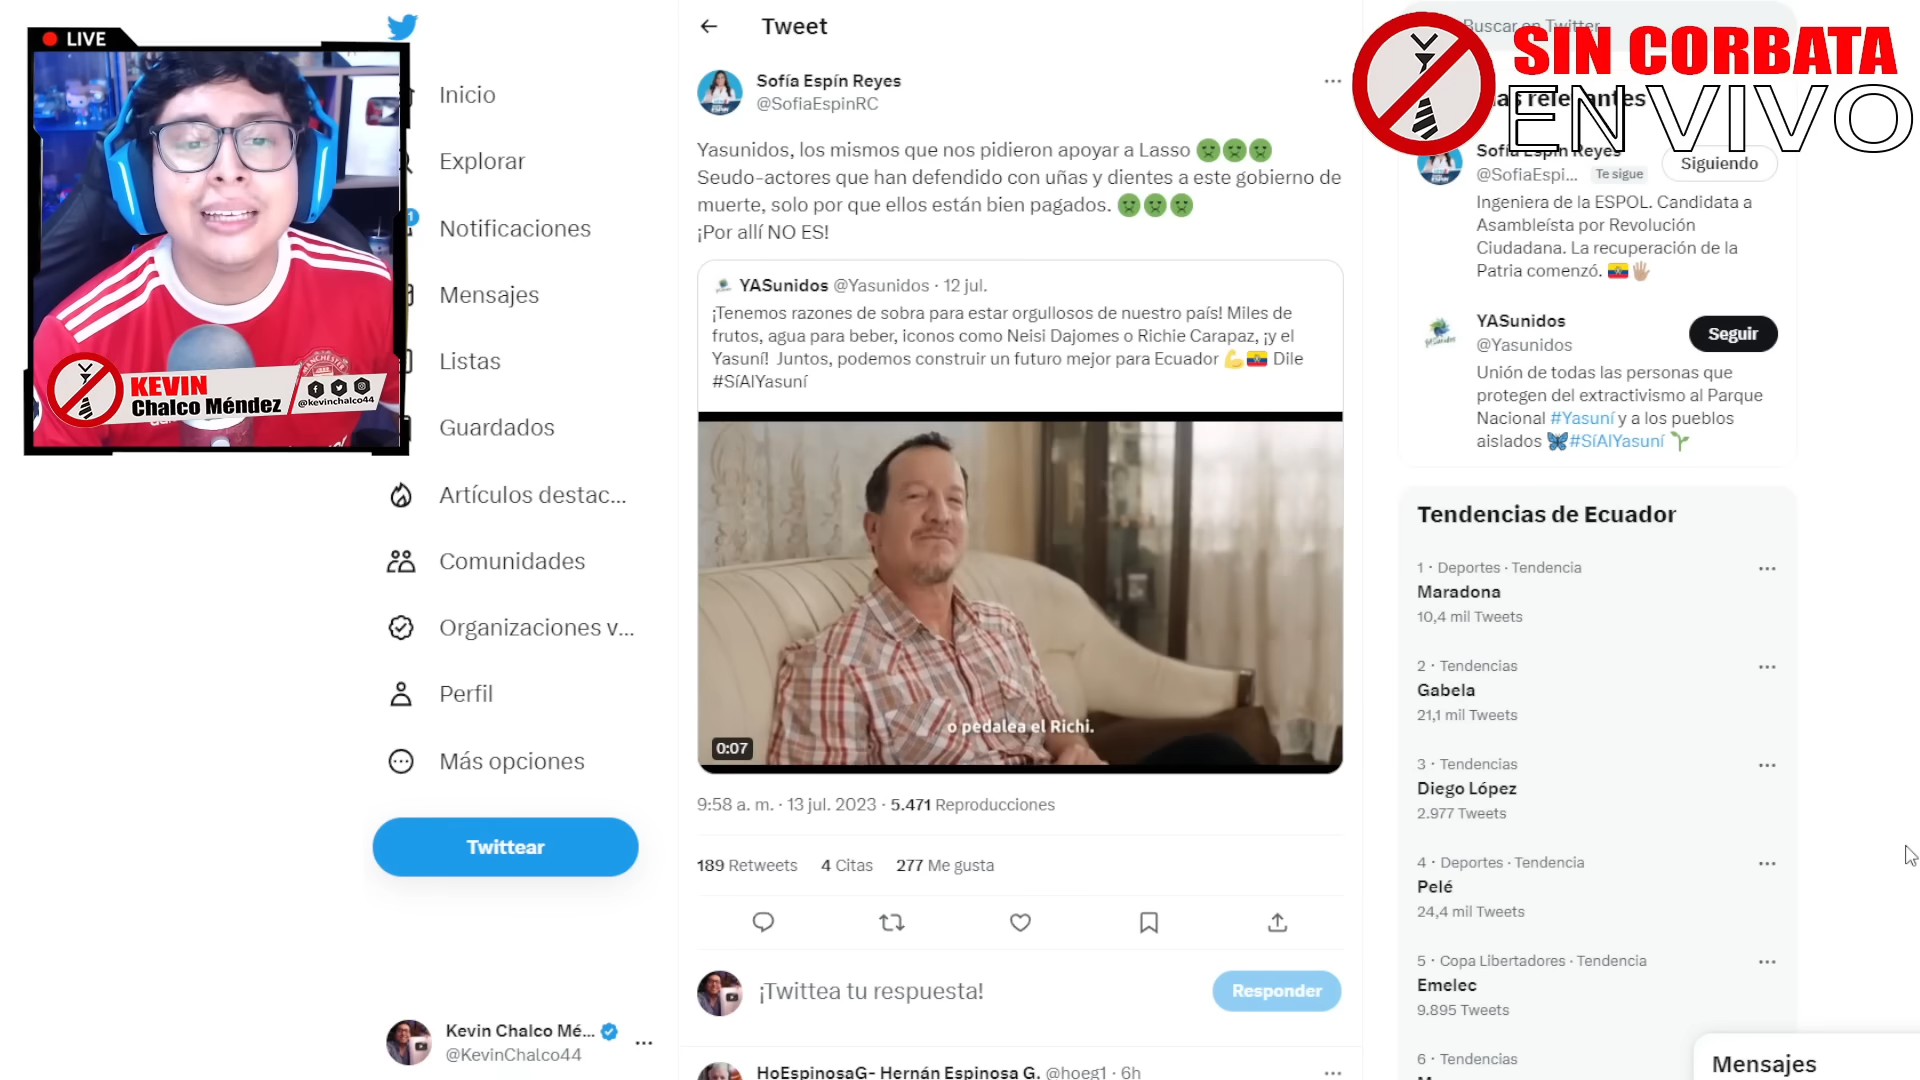 LIVE
KEVIN
Chalco Méndez
@kevinchalco44
MANCHESTER
Inicio
Explorar
1
Notificaciones
Mensajes
Listas
Guardados
Artículos destac...
Comunidades
Organizaciones v...
Perfil
Más opciones
Twittear
Kevin Chalco Mé...
@KevinChalco44
Tweet
Sofía Espín Reyes
@SofiaEspinRC
Yasunidos, los mismos que nos pidieron apoyar a Lasso 🤢🤢🤢
Seudo-actores que han defendido con uñas y dientes a este gobierno de
muerte, solo por que ellos están bien pagados. 🤢🤢🤢
¡Por allí NO ES!
YASunidos @Yasunidos · 12 jul.
¡Tenemos razones de sobra para estar orgullosos de nuestro país! Miles de
frutos, agua para beber, iconos como Neisi Dajomes o Richie Carapaz, ¡y el
Yasuní! Juntos, podemos construir un futuro mejor para Ecuador 💪🇪🇨 Dile
#SíAlYasuní
o pedalea el Richi.
0:07
9:58 a. m. · 13 jul. 2023 · 5.471 Reproducciones
189 Retweets 4 Citas 277 Me gusta
¡Twittea tu respuesta!
Responder
HoEspinosaG- Hernán Espinosa G. @hoeg1 · 6h
Buscar en Twitter
SIN CORBATA
EN VIVO
relevantes
Sofía Espín Reyes
@SofiaEspi... Te sigue
Siguiendo
Ingeniera de la ESPOL. Candidata a
Asambleísta por Revolución
Ciudadana. La recuperación de la
Patria comenzó. 🇪🇨🖐🏼
YASunidos
@Yasunidos
Seguir
Unión de todas las personas que
protegen del extractivismo al Parque
Nacional #Yasuní y a los pueblos
aislados 🦋#SíAlYasuní 🌱
Tendencias de Ecuador
1 · Deportes · Tendencia
Maradona
10,4 mil Tweets
2 · Tendencias
Gabela
21,1 mil Tweets
3 · Tendencias
Diego López
2.977 Tweets
4 · Deportes · Tendencia
Pelé
24,4 mil Tweets
5 · Copa Libertadores · Tendencia
Emelec
9.895 Tweets
6 · Tendencias
Mensajes